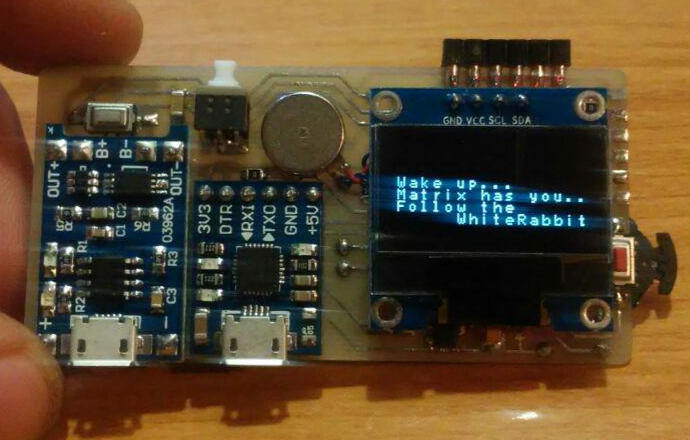 GND VCC SCL SDA
Wake up...
Matrix has you..
Follow the
WhiteRabbit
OUT+
B+
B-
OUT-
C2
C1
03962A
R1
R2
R3
C3
+
-
3V3
DTR
RXI
TXO
GND
+5V